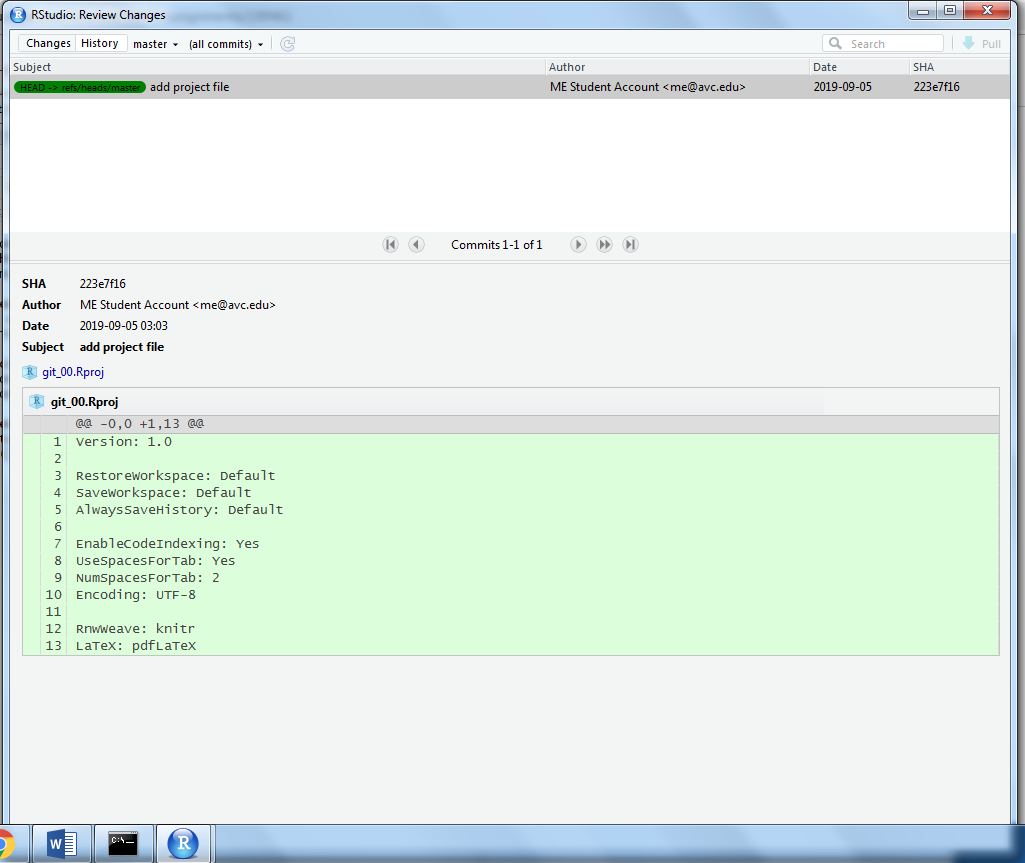 RStudio: Review Changes
Changes History master (all commits) Search Pull
Subject Author Date SHA
HEAD -> refs/heads/master add project file ME Student Account <me@avc.edu> 2019-09-05 223e7f16
Commits 1-1 of 1
SHA 223e7f16
Author ME Student Account <me@avc.edu>
Date 2019-09-05 03:03
Subject add project file
git_00.Rproj
git_00.Rproj
@@ -0,0 +1,13 @@
1 Version: 1.0
2
3 RestoreWorkspace: Default
4 SaveWorkspace: Default
5 AlwaysSaveHistory: Default
6
7 EnableCodeIndexing: Yes
8 UseSpacesForTab: Yes
9 NumSpacesForTab: 2
10 Encoding: UTF-8
11
12 RnwWeave: knitr
13 LaTeX: pdfLaTeX